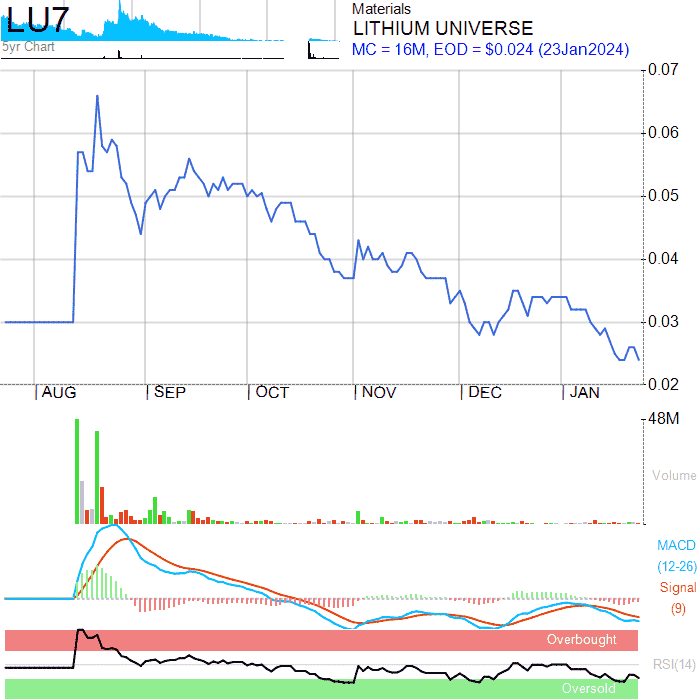 LU7
5yr Chart
Materials
LITHIUM UNIVERSE
MC = 16M, EOD = $0.024 (23Jan2024)
0.07
0.06
0.05
0.04
0.03
0.02
AUG SEP OCT NOV DEC JAN
48M
Volume
MACD
(12-26)
Signal
(9)
Overbought
RSI(14)
Oversold